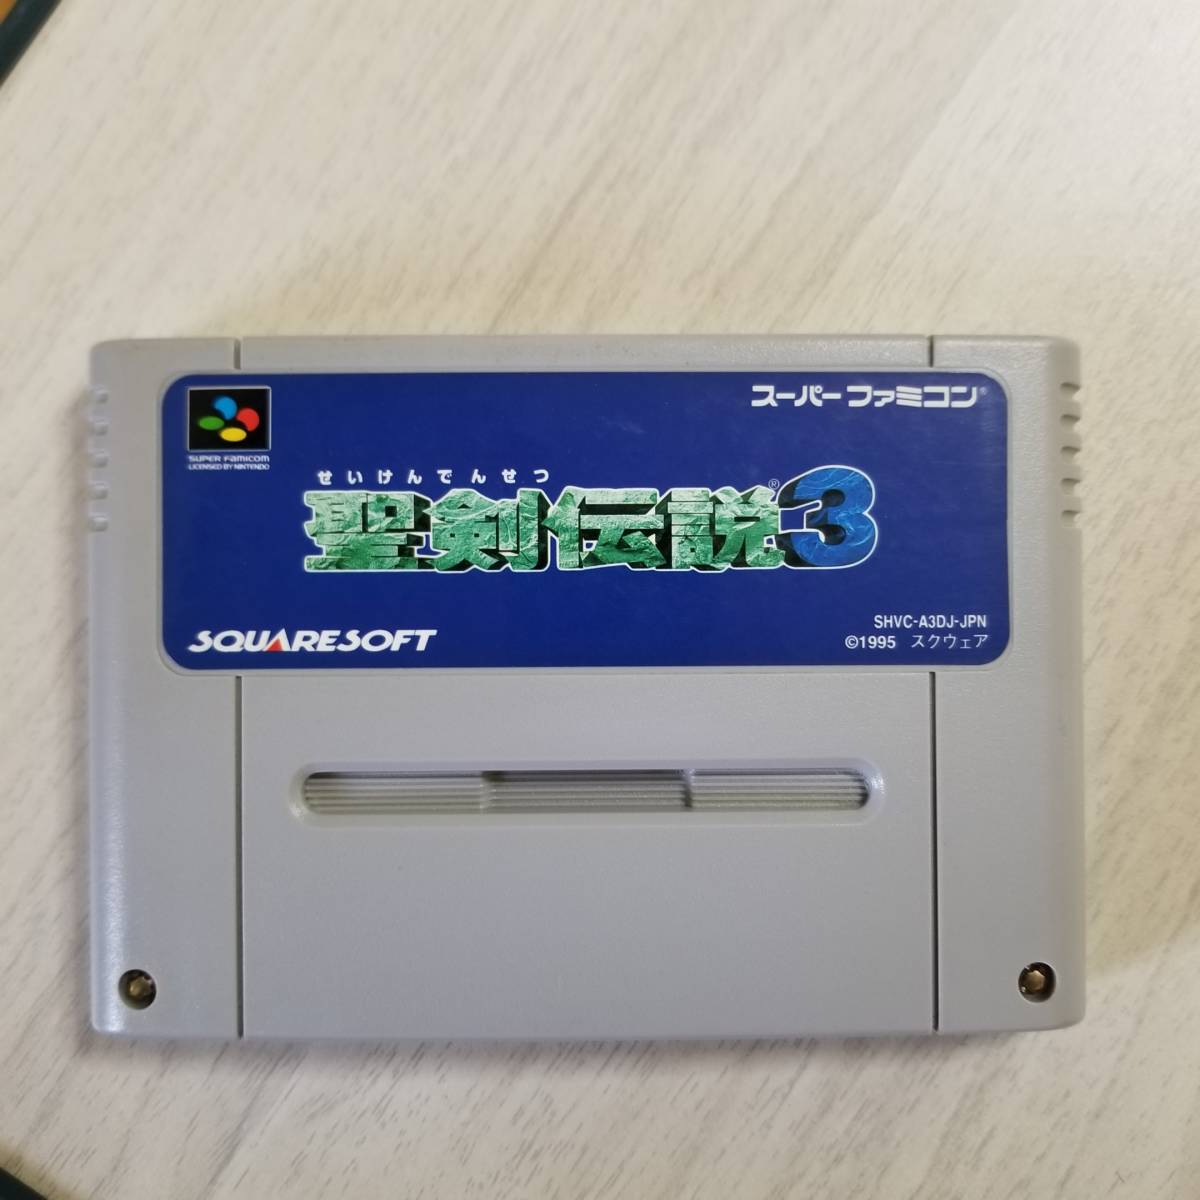 スーパーファミコン®
SUPER FAMICOM
LICENSED BY NINTENDO
せいけんでんせつ
聖剣伝説®3
SQUARESOFT
SHVC-A3DJ-JPN
©1995 スクウェア